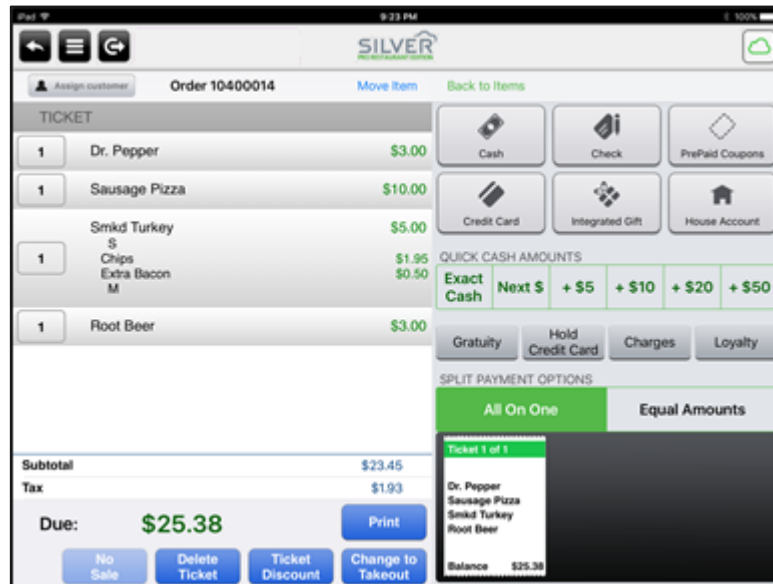 iPad 9:23 PM 100%
SILVER
PRO RESTAURANT EDITION
Assign customer Order 10400014 Move Item Back to Items
TICKET
1 Dr. Pepper $3.00
1 Sausage Pizza $10.00
Smkd Turkey $5.00
S
1 Chips $1.95
Extra Bacon $0.50
M
1 Root Beer $3.00
Subtotal $23.45
Tax $1.93
Due: $25.38 Print
No Sale
Delete Ticket
Ticket Discount
Change to Takeout
Cash Check PrePaid Coupons
Credit Card Integrated Gift House Account
QUICK CASH AMOUNTS
Exact Cash Next $ + $5 + $10 + $20 + $50
Gratuity Hold Credit Card Charges Loyalty
SPLIT PAYMENT OPTIONS
All On One Equal Amounts
Ticket 1 of 1
Dr. Pepper
Sausage Pizza
Smkd Turkey
Root Beer
Balance $25.38